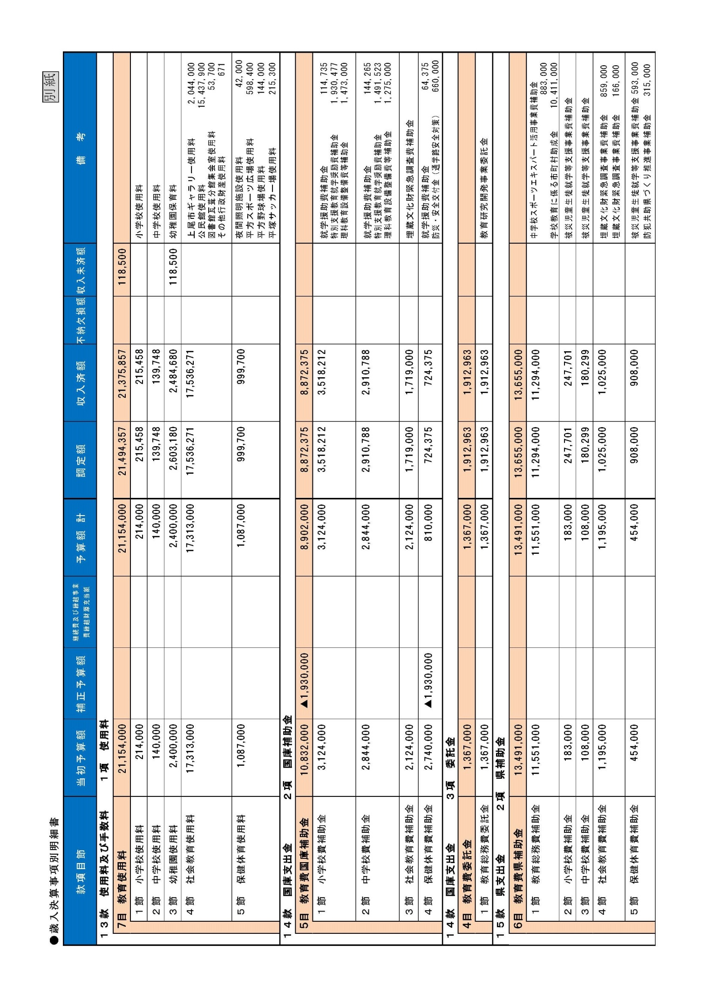 別紙
●歳入決算事項別明細書
款項目節 当初予算額 補正予算額 継続費及び繰越事業費繰越財源充当額 予算額 計 調定額 収入済額 不納欠損額 収入未済額 備 考
13款 使用料及び手数料 1項 使用料
7目 教育使用料 21,154,000 21,154,000 21,494,357 21,375,857 118,500
1節 小学校使用料 214,000 214,000 215,458 215,458 小学校使用料
2節 中学校使用料 140,000 140,000 139,748 139,748 中学校使用料
3節 幼稚園使用料 2,400,000 2,400,000 2,603,180 2,484,680 118,500 幼稚園保育料
4節 社会教育使用料 17,313,000 17,313,000 17,536,271 17,536,271 上尾市ギャラリー使用料 2,044,000
公民館使用料 15,437,900
図書館瓦葺分館集会室使用料 53,700
その他行政財産使用料 671
5節 保健体育使用料 1,087,000 1,087,000 999,700 999,700 夜間照明施設使用料 42,000
平方スポーツ広場使用料 598,400
平方野球場使用料 144,000
平塚サッカー場使用料 215,300
14款 国庫支出金 2項 国庫補助金
5目 教育費国庫補助金 10,832,000 ▲1,930,000 8,902,000 8,872,375 8,872,375
1節 小学校費補助金 3,124,000 3,124,000 3,518,212 3,518,212 就学援助費補助金 114,735
特別支援教育就学奨励費補助金 1,930,477
理科教育設備整備費等補助金 1,473,000
2節 中学校費補助金 2,844,000 2,844,000 2,910,788 2,910,788 就学援助費補助金 144,265
特別支援教育就学奨励費補助金 1,491,523
理科教育設備整備費等補助金 1,275,000
3節 社会教育費補助金 2,124,000 2,124,000 1,719,000 1,719,000 埋蔵文化財緊急調査費補助金
4節 保健体育費補助金 2,740,000 ▲1,930,000 810,000 724,375 724,375 就学援助費補助金 64,375
防災・安全交付金（通学路安全対策） 660,000
14款 国庫支出金 3項 委託金
4目 教育費委託金 1,367,000 1,367,000 1,912,963 1,912,963
1節 教育総務費委託金 1,367,000 1,367,000 1,912,963 1,912,963 教育研究開発事業委託金
15款 県支出金 2項 県補助金
6目 教育費県補助金 13,491,000 13,491,000 13,655,000 13,655,000
1節 教育総務費補助金 11,551,000 11,551,000 11,294,000 11,294,000 中学校スポーツエキスパート活用事業費補助金
883,000
学校教育に係る市町村助成金 10,411,000
2節 小学校費補助金 183,000 183,000 247,701 247,701 被災児童生徒就学等支援事業費補助金
3節 中学校費補助金 108,000 108,000 180,299 180,299 被災児童生徒就学等支援事業費補助金
4節 社会教育費補助金 1,195,000 1,195,000 1,025,000 1,025,000 埋蔵文化財緊急調査事業費補助金 859,000
埋蔵文化財緊急調査事業費補助金 166,000
5節 保健体育費補助金 454,000 454,000 908,000 908,000 被災児童生徒就学等支援事業費補助金 593,000
防犯共助県づくり推進事業補助金 315,000